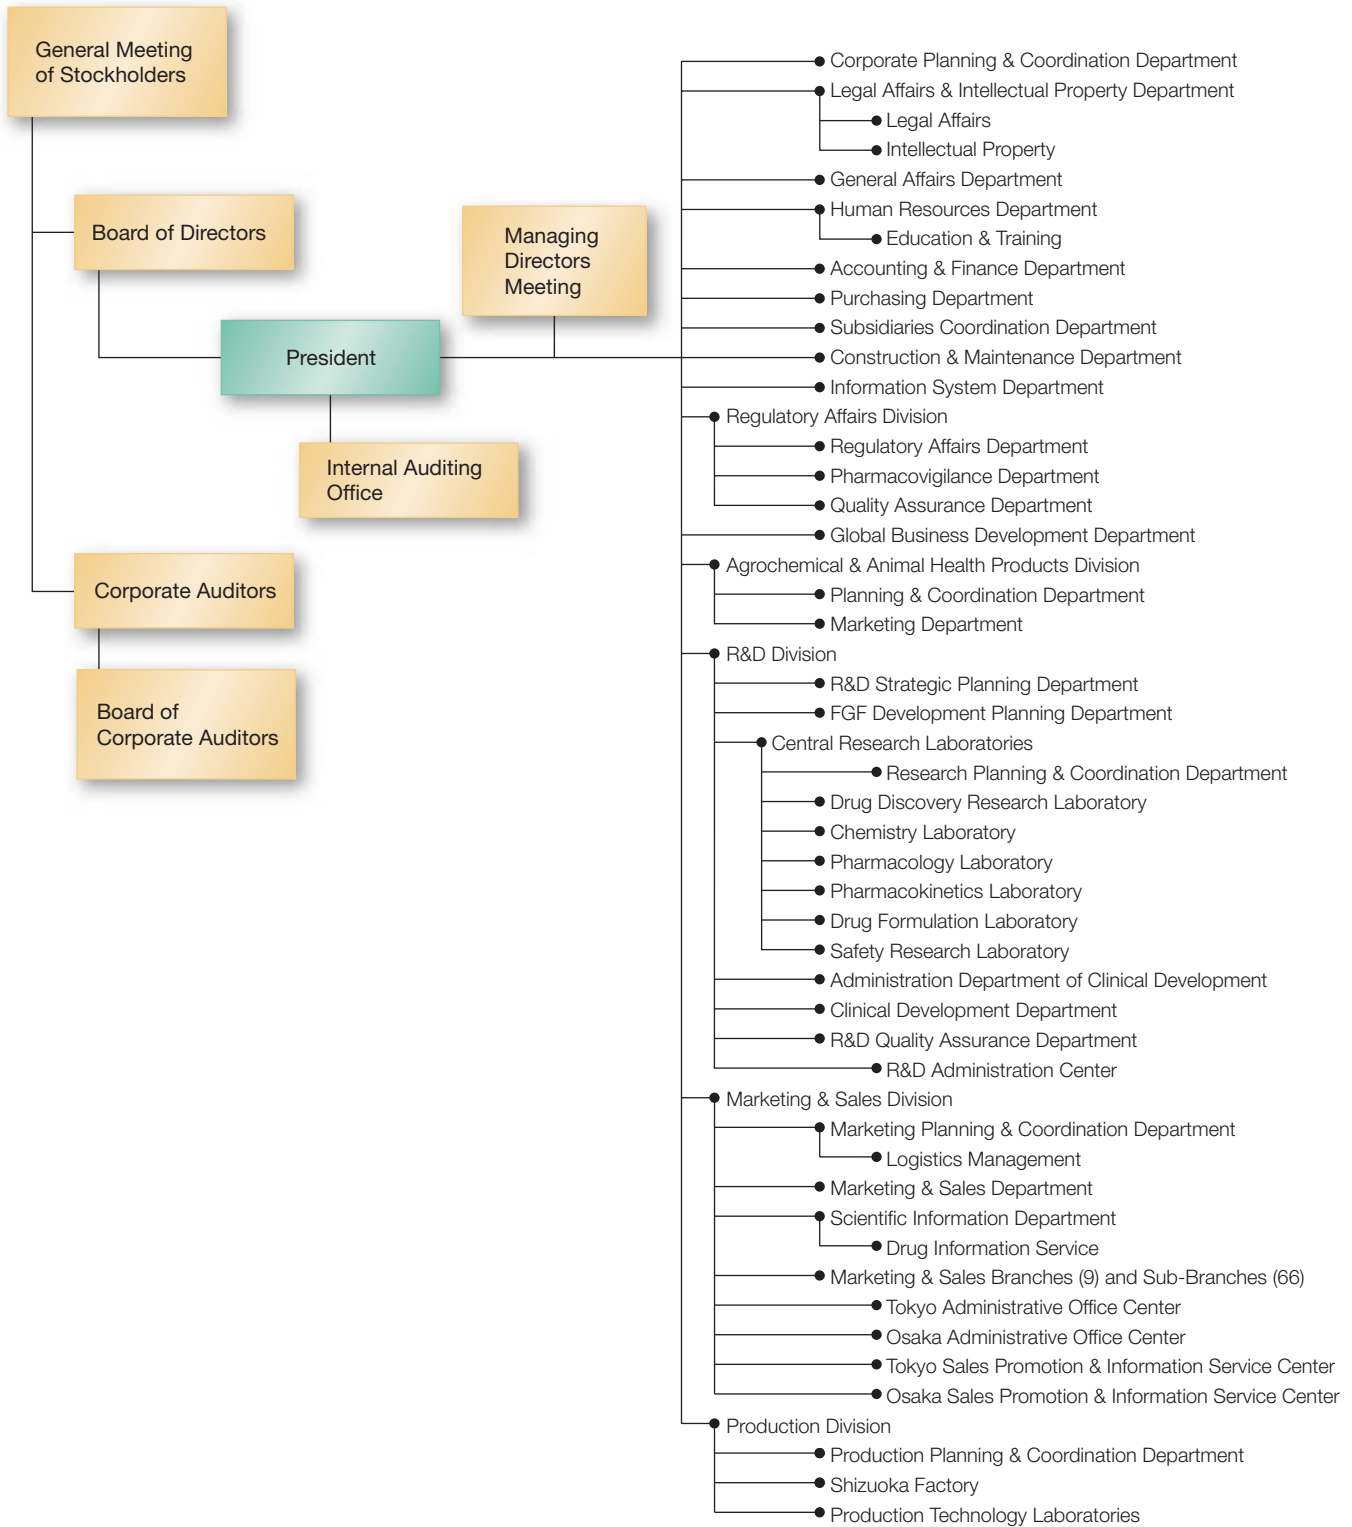 General Meeting
of Stockholders
Board of Directors
President
Managing
Directors
Meeting
Internal Auditing
Office
Corporate Auditors
Board of
Corporate Auditors
Corporate Planning & Coordination Department
Legal Affairs & Intellectual Property Department
Legal Affairs
Intellectual Property
General Affairs Department
Human Resources Department
Education & Training
Accounting & Finance Department
Purchasing Department
Subsidiaries Coordination Department
Construction & Maintenance Department
Information System Department
Regulatory Affairs Division
Regulatory Affairs Department
Pharmacovigilance Department
Quality Assurance Department
Global Business Development Department
Agrochemical & Animal Health Products Division
Planning & Coordination Department
Marketing Department
R&D Division
R&D Strategic Planning Department
FGF Development Planning Department
Central Research Laboratories
Research Planning & Coordination Department
Drug Discovery Research Laboratory
Chemistry Laboratory
Pharmacology Laboratory
Pharmacokinetics Laboratory
Drug Formulation Laboratory
Safety Research Laboratory
Administration Department of Clinical Development
Clinical Development Department
R&D Quality Assurance Department
R&D Administration Center
Marketing & Sales Division
Marketing Planning & Coordination Department
Logistics Management
Marketing & Sales Department
Scientific Information Department
Drug Information Service
Marketing & Sales Branches (9) and Sub-Branches (66)
Tokyo Administrative Office Center
Osaka Administrative Office Center
Tokyo Sales Promotion & Information Service Center
Osaka Sales Promotion & Information Service Center
Production Division
Production Planning & Coordination Department
Shizuoka Factory
Production Technology Laboratories